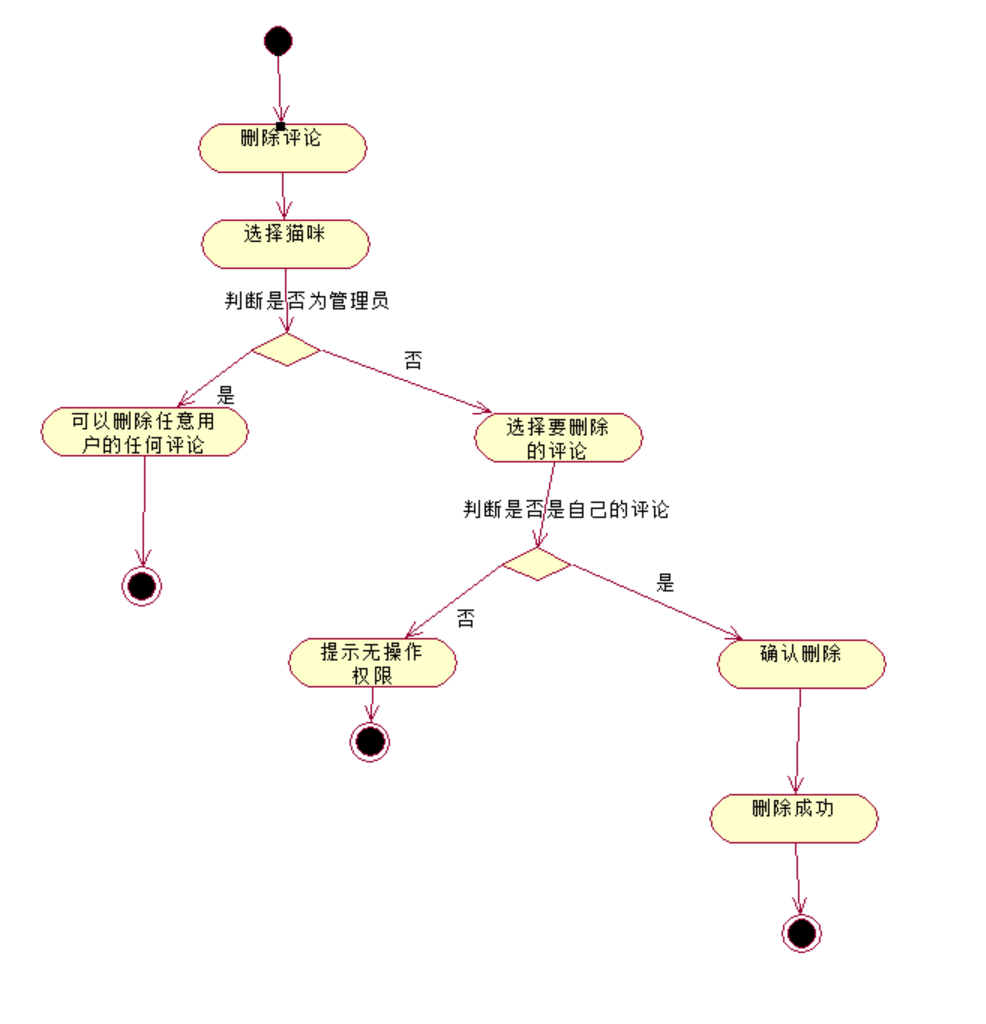 删除评论
选择猫咪
判断是否为管理员
否
是
可以删除任意用
户的任何评论
选择要删除
的评论
判断是否是自己的评论
是
否
提示无操作
权限
确认删除
删除成功